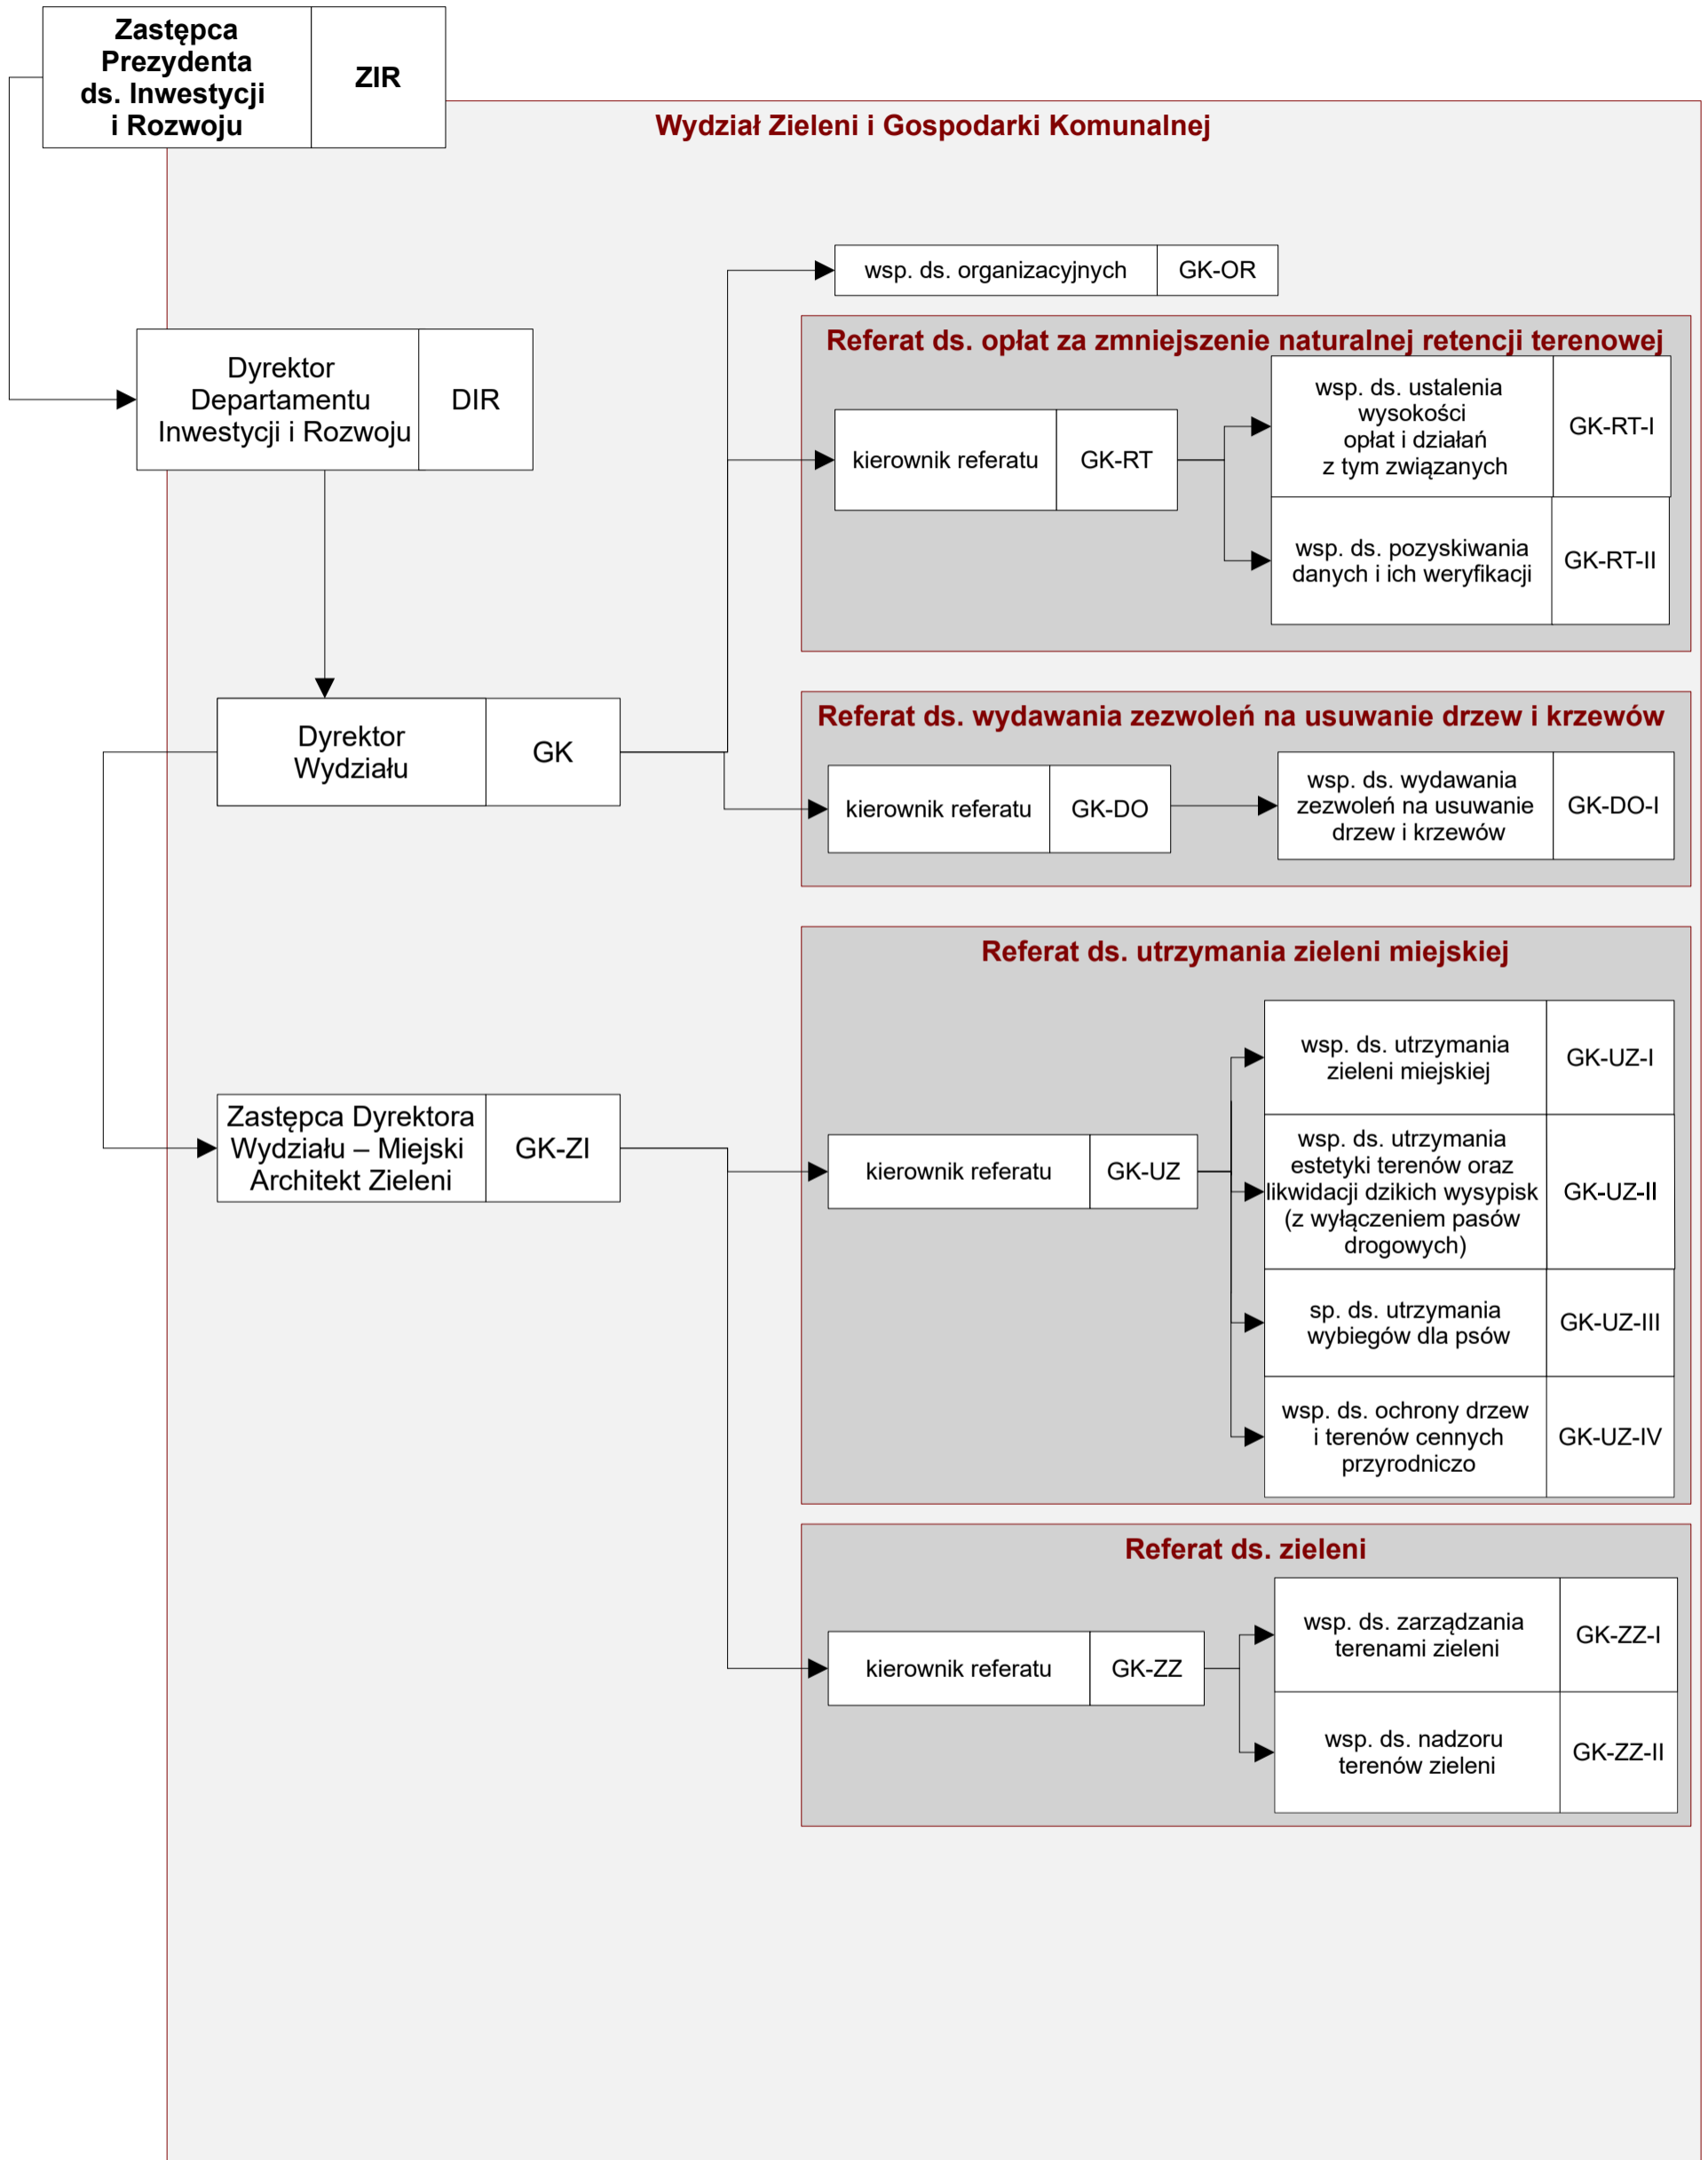 Zastępca
Prezydenta
ds. Inwestycji
i Rozwoju
ZIR
Wydział Zieleni i Gospodarki Komunalnej
wsp. ds. organizacyjnych
GK-OR
Dyrektor
Departamentu
Inwestycji i Rozwoju
DIR
Referat ds. opłat za zmniejszenie naturalnej retencji terenowej
kierownik referatu
GK-RT
wsp. ds. ustalenia
wysokości
opłat i działań
z tym związanych
GK-RT-I
wsp. ds. pozyskiwania
danych i ich weryfikacji
GK-RT-II
Dyrektor
Wydziału
GK
Referat ds. wydawania zezwoleń na usuwanie drzew i krzewów
kierownik referatu
GK-DO
wsp. ds. wydawania
zezwoleń na usuwanie
drzew i krzewów
GK-DO-I
Zastępca Dyrektora
Wydziału – Miejski
Architekt Zieleni
GK-ZI
Referat ds. utrzymania zieleni miejskiej
kierownik referatu
GK-UZ
wsp. ds. utrzymania
zieleni miejskiej
GK-UZ-I
wsp. ds. utrzymania
estetyki terenów oraz
likwidacji dzikich wysypisk
(z wyłączeniem pasów
drogowych)
GK-UZ-II
sp. ds. utrzymania
wybiegów dla psów
GK-UZ-III
wsp. ds. ochrony drzew
i terenów cennych
przyrodniczo
GK-UZ-IV
Referat ds. zieleni
kierownik referatu
GK-ZZ
wsp. ds. zarządzania
terenami zieleni
GK-ZZ-I
wsp. ds. nadzoru
terenów zieleni
GK-ZZ-II